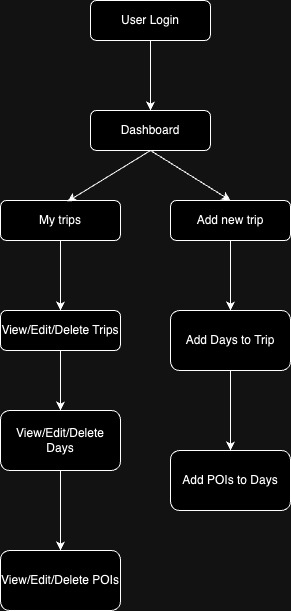 User Login
Dashboard
My trips
Add new trip
View/Edit/Delete Trips
Add Days to Trip
View/Edit/Delete
Days
Add POIs to Days
View/Edit/Delete POIs